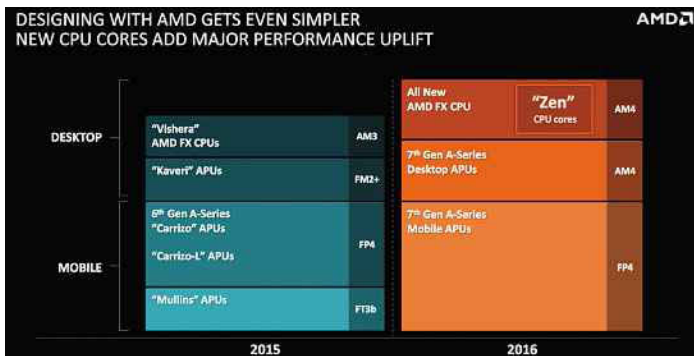 DESIGNING WITH AMD GETS EVEN SIMPLER
NEW CPU CORES ADD MAJOR PERFORMANCE UPLIFT
AMD
DESKTOP
"Vishera"
AMD FX CPUs
AM3
"Kaveri" APUs
FM2+
MOBILE
6th Gen A-Series
"Carrizo" APUs
"Carrizo-L" APUs
FP4
"Mullins" APUs
FT3b
2015
All New
AMD FX CPU
"Zen"
CPU cores
AM4
7th Gen A-Series
Desktop APUs
AM4
7th Gen A-Series
Mobile APUs
FP4
2016